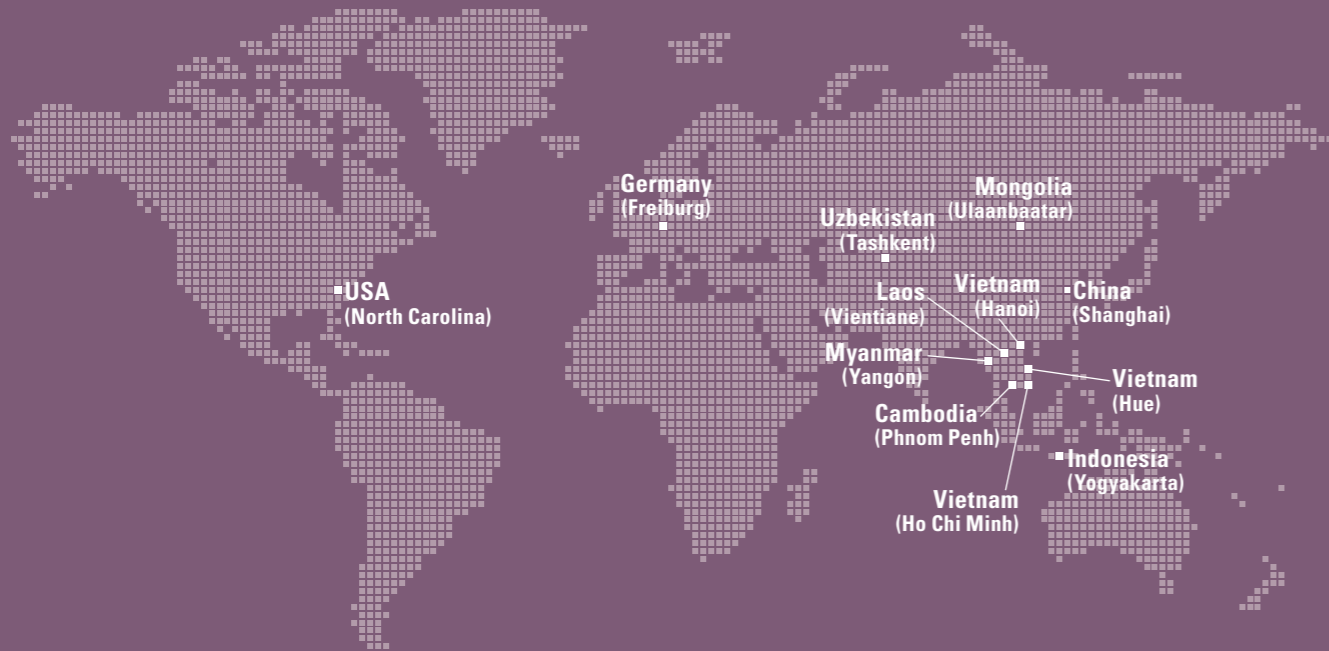 Germany
(Freiburg)
Mongolia
(Ulaanbaatar)
Uzbekistan
(Tashkent)
USA
(North Carolina)
Laos
(Vientiane)
Vietnam
(Hanoi)
China
(Shanghai)
Myanmar
(Yangon)
Vietnam
(Hue)
Cambodia
(Phnom Penh)
Indonesia
(Yogyakarta)
Vietnam
(Ho Chi Minh)